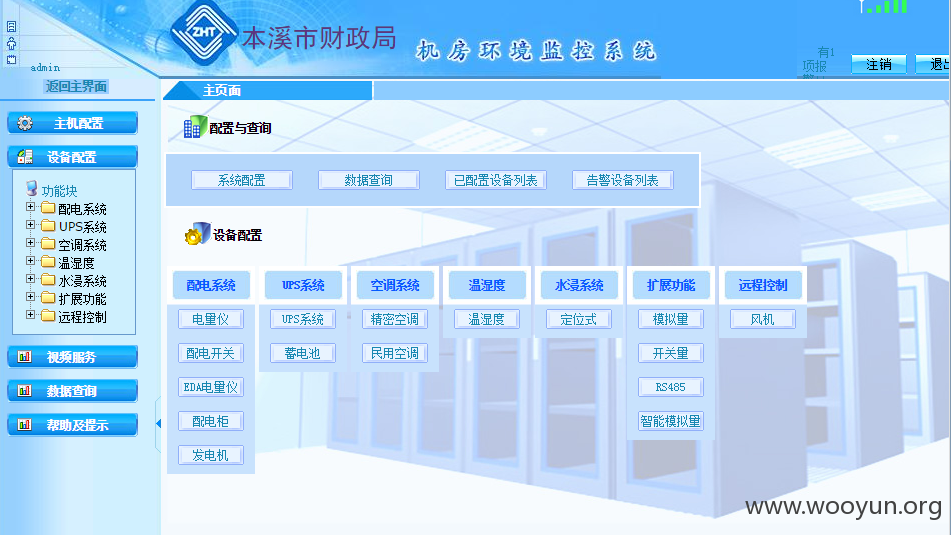 ZHT
本溪市财政局
机房环境监控系统
admin
返回主界面
有1
项报
注销
主页面
主机配置
设备配置
功能块
配电系统
UPS系统
空调系统
温湿度
水浸系统
扩展功能
远程控制
视频服务
数据查询
帮助及提示
配置与查询
系统配置 数据查询 已配置设备列表 告警设备列表
设备配置
配电系统 UPS系统 空调系统 温湿度 水浸系统 扩展功能 远程控制
电量仪 UPS系统 精密空调 温湿度 定位式 模拟量 风机
配电开关 蓄电池 民用空调 开关量
EDA电量仪 RS485
配电柜 智能模拟量
发电机
www.wooyun.org